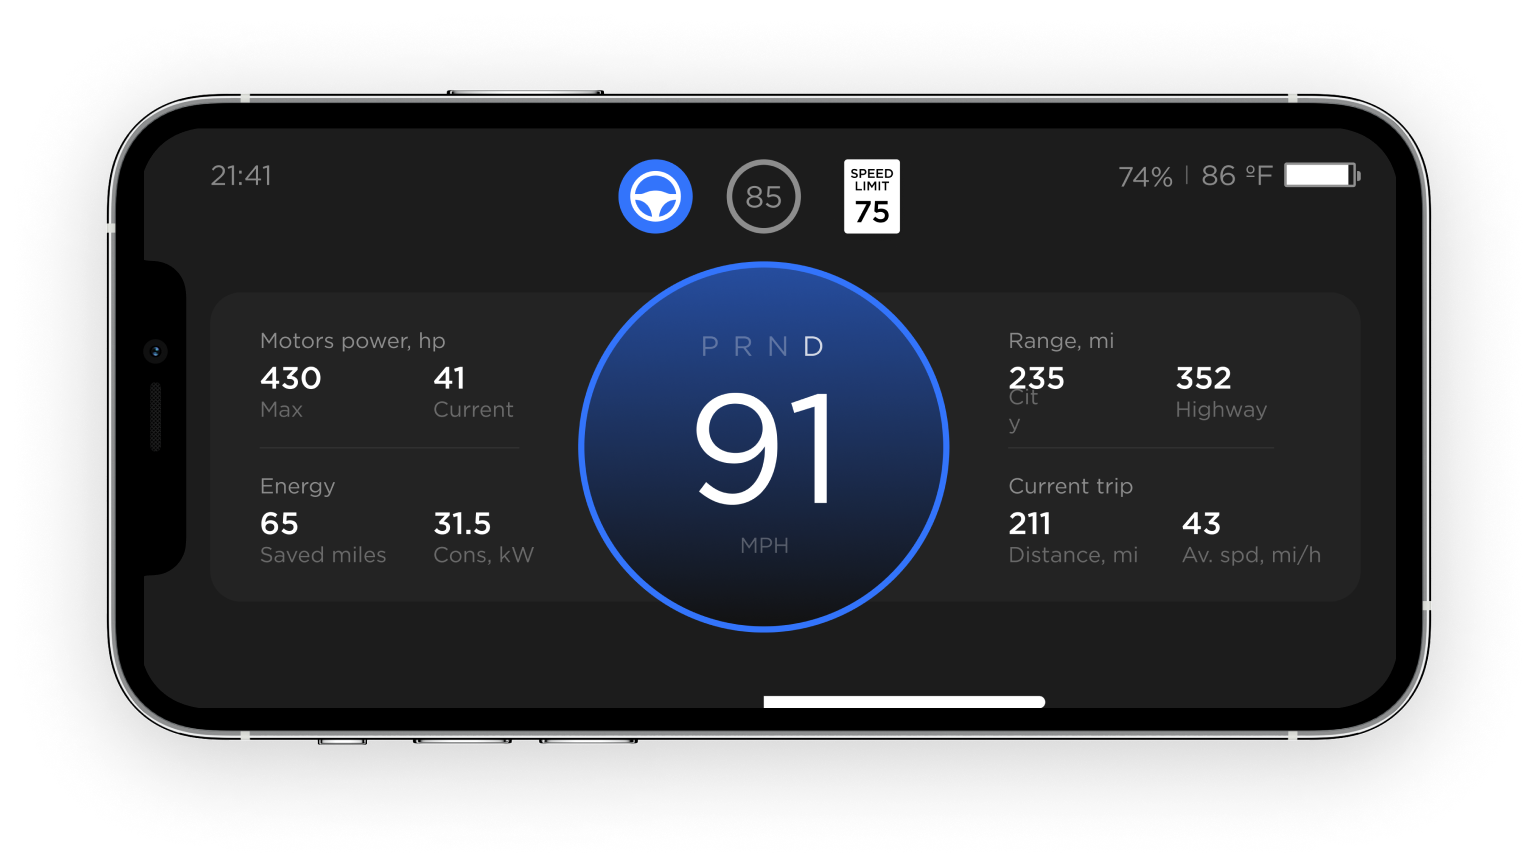 21:41
85
SPEED
LIMIT
75
74% | 86 ºF
Motors power, hp
430 41
Max Current
Energy
65 31.5
Saved miles Cons, kW
P R N D
91
MPH
Range, mi
235 352
Cit
y
Highway
Current trip
211 43
Distance, mi Av. spd, mi/h